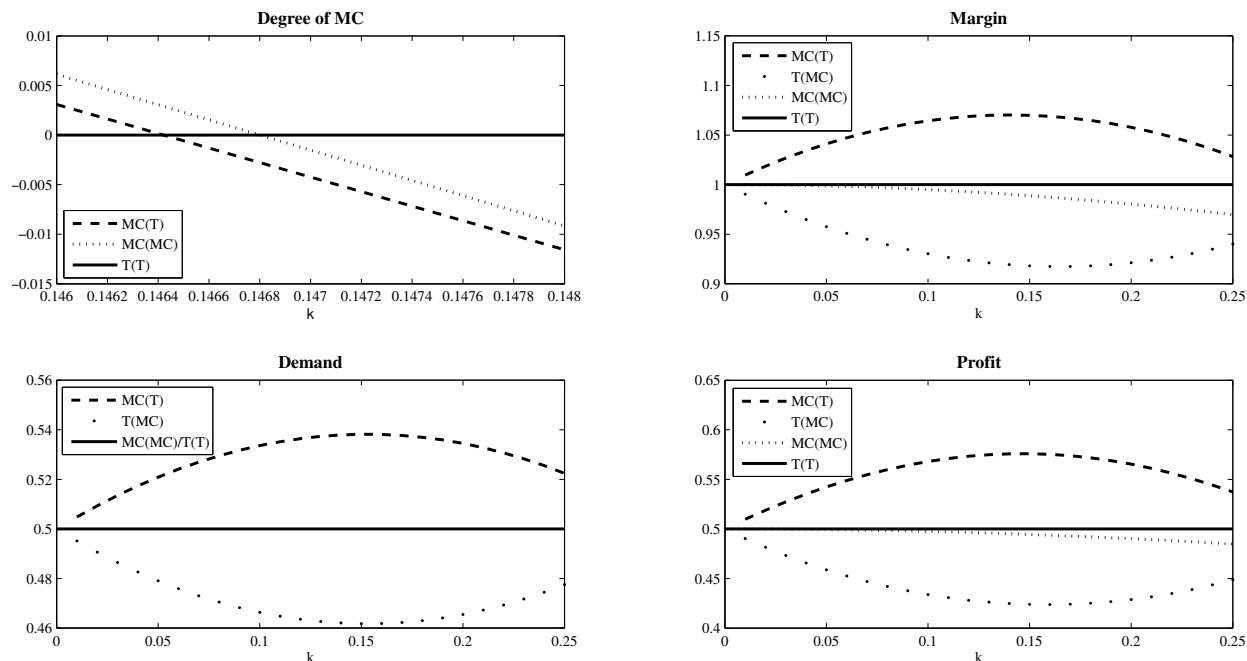 Degree of MC
0.01
0.005
0
−0.005
−0.01
−0.015
MC(T)
MC(MC)
T(T)
0.146 0.1462 0.1464 0.1466 0.1468 0.147 0.1472 0.1474 0.1476 0.1478 0.148
k
Margin
1.15
1.1
1.05
1
0.95
0.9
MC(T)
T(MC)
MC(MC)
T(T)
0 0.05 0.1 0.15 0.2 0.25
k
Demand
0.56
0.54
0.52
0.5
0.48
0.46
MC(T)
T(MC)
MC(MC)/T(T)
0 0.05 0.1 0.15 0.2 0.25
k
Profit
0.65
0.6
0.55
0.5
0.45
0.4
MC(T)
T(MC)
MC(MC)
T(T)
0 0.05 0.1 0.15 0.2 0.25
k